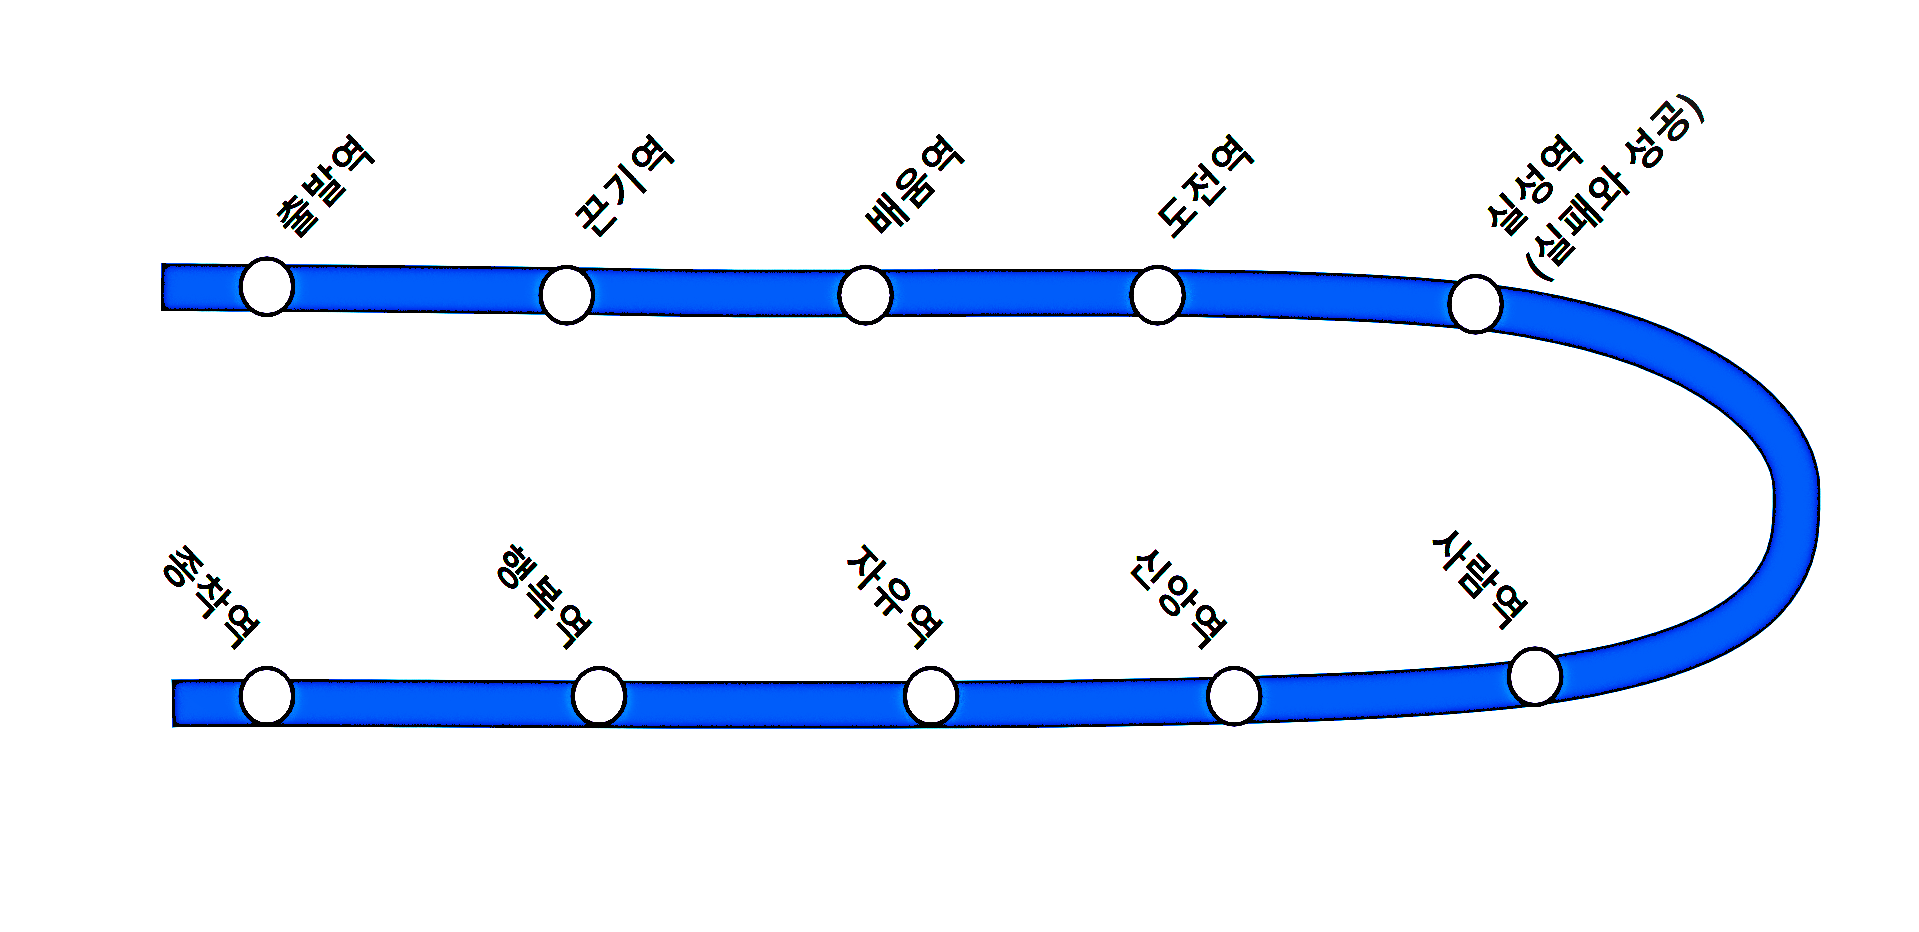 출발역
끈기역
배움역
도전역
실성역
(실패와 성공)
종착역
행복역
자유역
신앙역
사람역